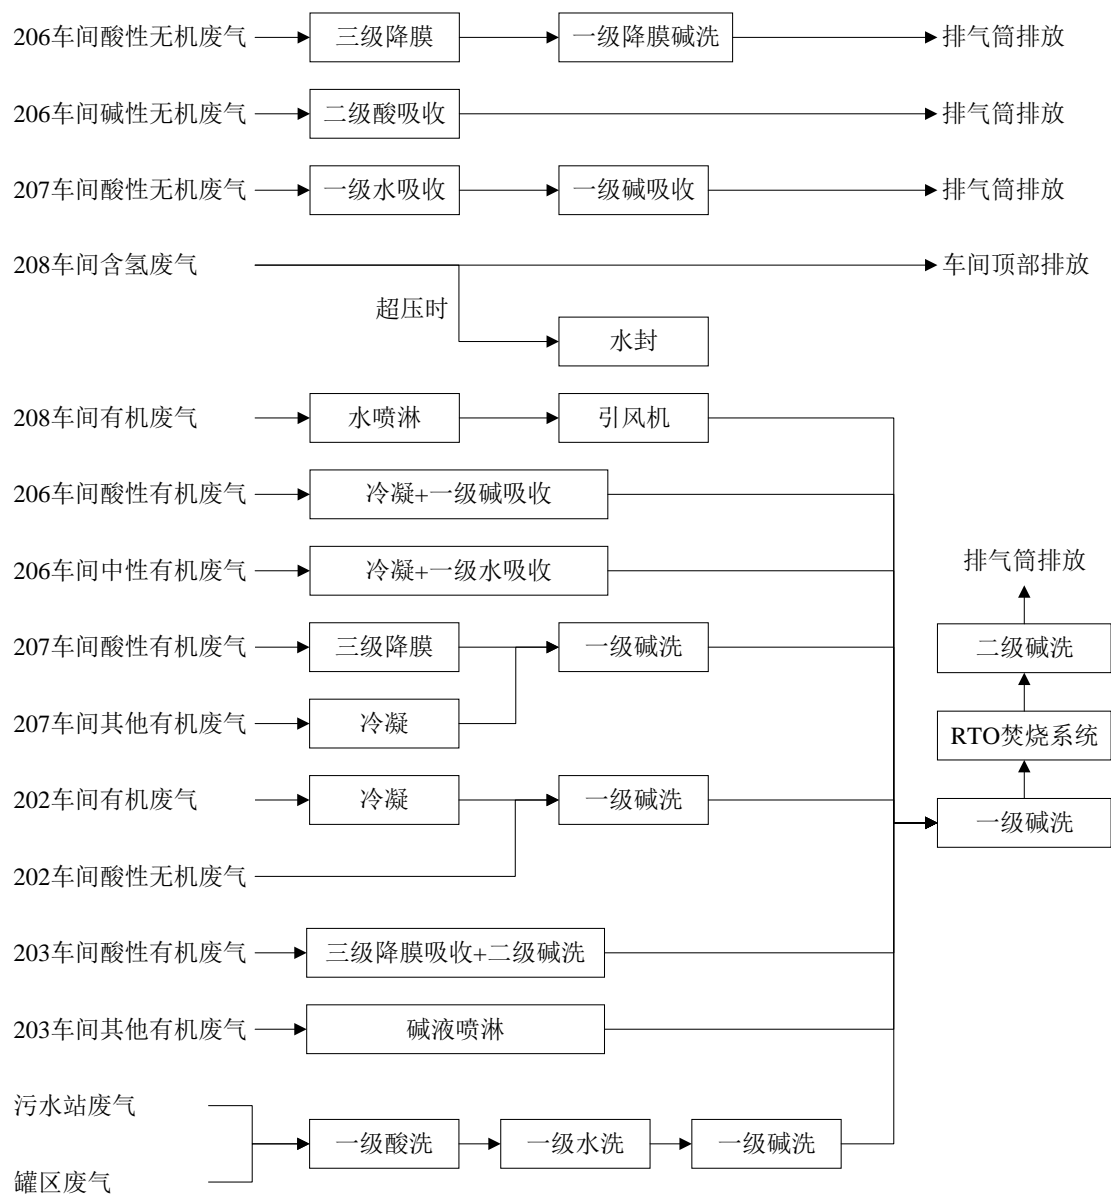 206车间酸性无机废气 三级降膜 一级降膜碱洗 排气筒排放
206车间碱性无机废气 二级酸吸收 排气筒排放
207车间酸性无机废气 一级水吸收 一级碱吸收 排气筒排放
208车间含氢废气 车间顶部排放
超压时
水封
208车间有机废气 水喷淋 引风机
206车间酸性有机废气 冷凝+一级碱吸收
206车间中性有机废气 冷凝+一级水吸收
排气筒排放
207车间酸性有机废气 三级降膜 一级碱洗 二级碱洗
207车间其他有机废气 冷凝
RTO焚烧系统
202车间有机废气 冷凝 一级碱洗
一级碱洗
202车间酸性无机废气
203车间酸性有机废气 三级降膜吸收+二级碱洗
203车间其他有机废气 碱液喷淋
污水站废气
一级酸洗 一级水洗 一级碱洗
罐区废气